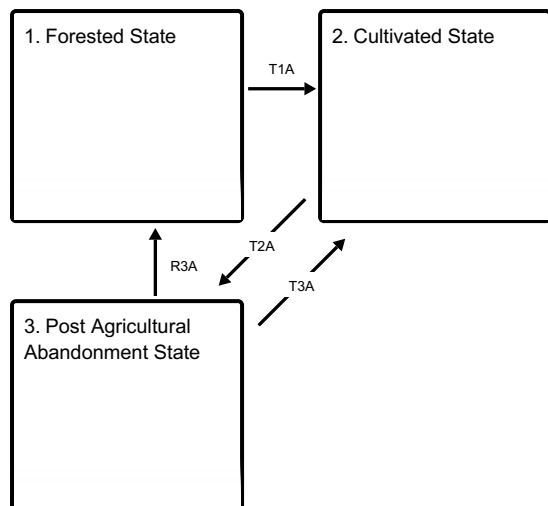 1. Forested State
2. Cultivated State
T1A
T2A
R3A
T3A
3. Post Agricultural
Abandonment State